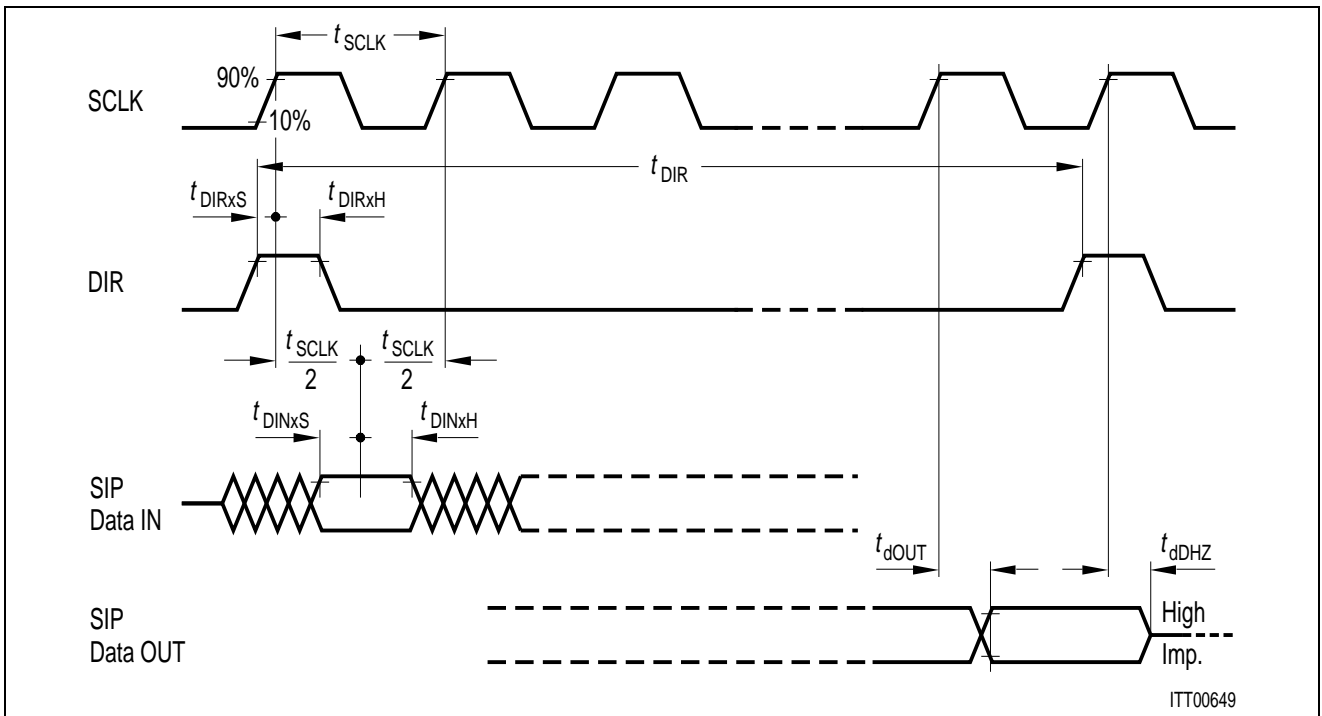 t SCLK
90%
SCLK
10%
t DIR
t DIRxS
t DIRxH
DIR
t SCLK
2
t SCLK
2
t DINxS
t DINxH
SIP
Data IN
t dOUT
t dDHZ
SIP
Data OUT
High
Imp.
ITT00649